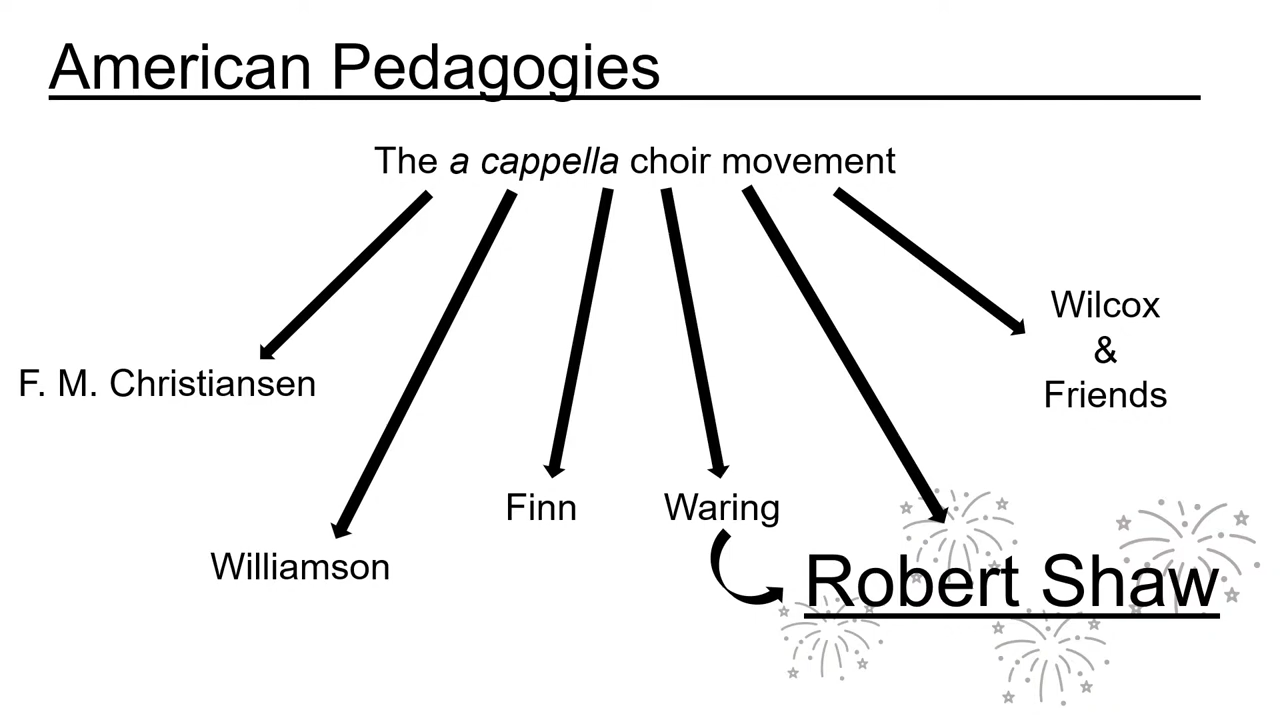 American Pedagogies
The a cappella choir movement
Wilcox
&
Friends
F. M. Christiansen
Finn
Waring
Williamson
Robert Shaw